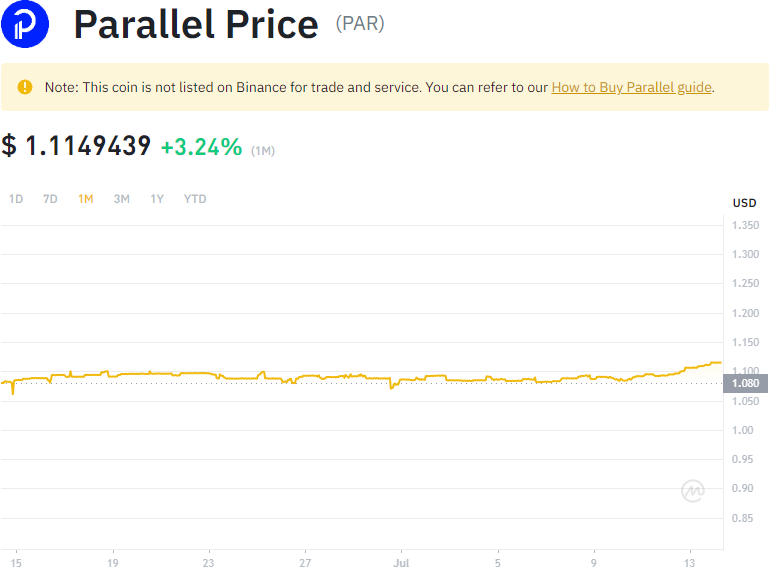 Parallel Price (PAR)
Note: This coin is not listed on Binance for trade and service. You can refer to our How to Buy Parallel guide.
$ 1.1149439 +3.24% (1M)
1D 7D 1M 3M 1Y YTD
USD
1.350
1.300
1.250
1.200
1.150
1.100
1.080
1.050
1.00
0.95
0.90
0.85
15 19 23 27 Jul 5 9 13